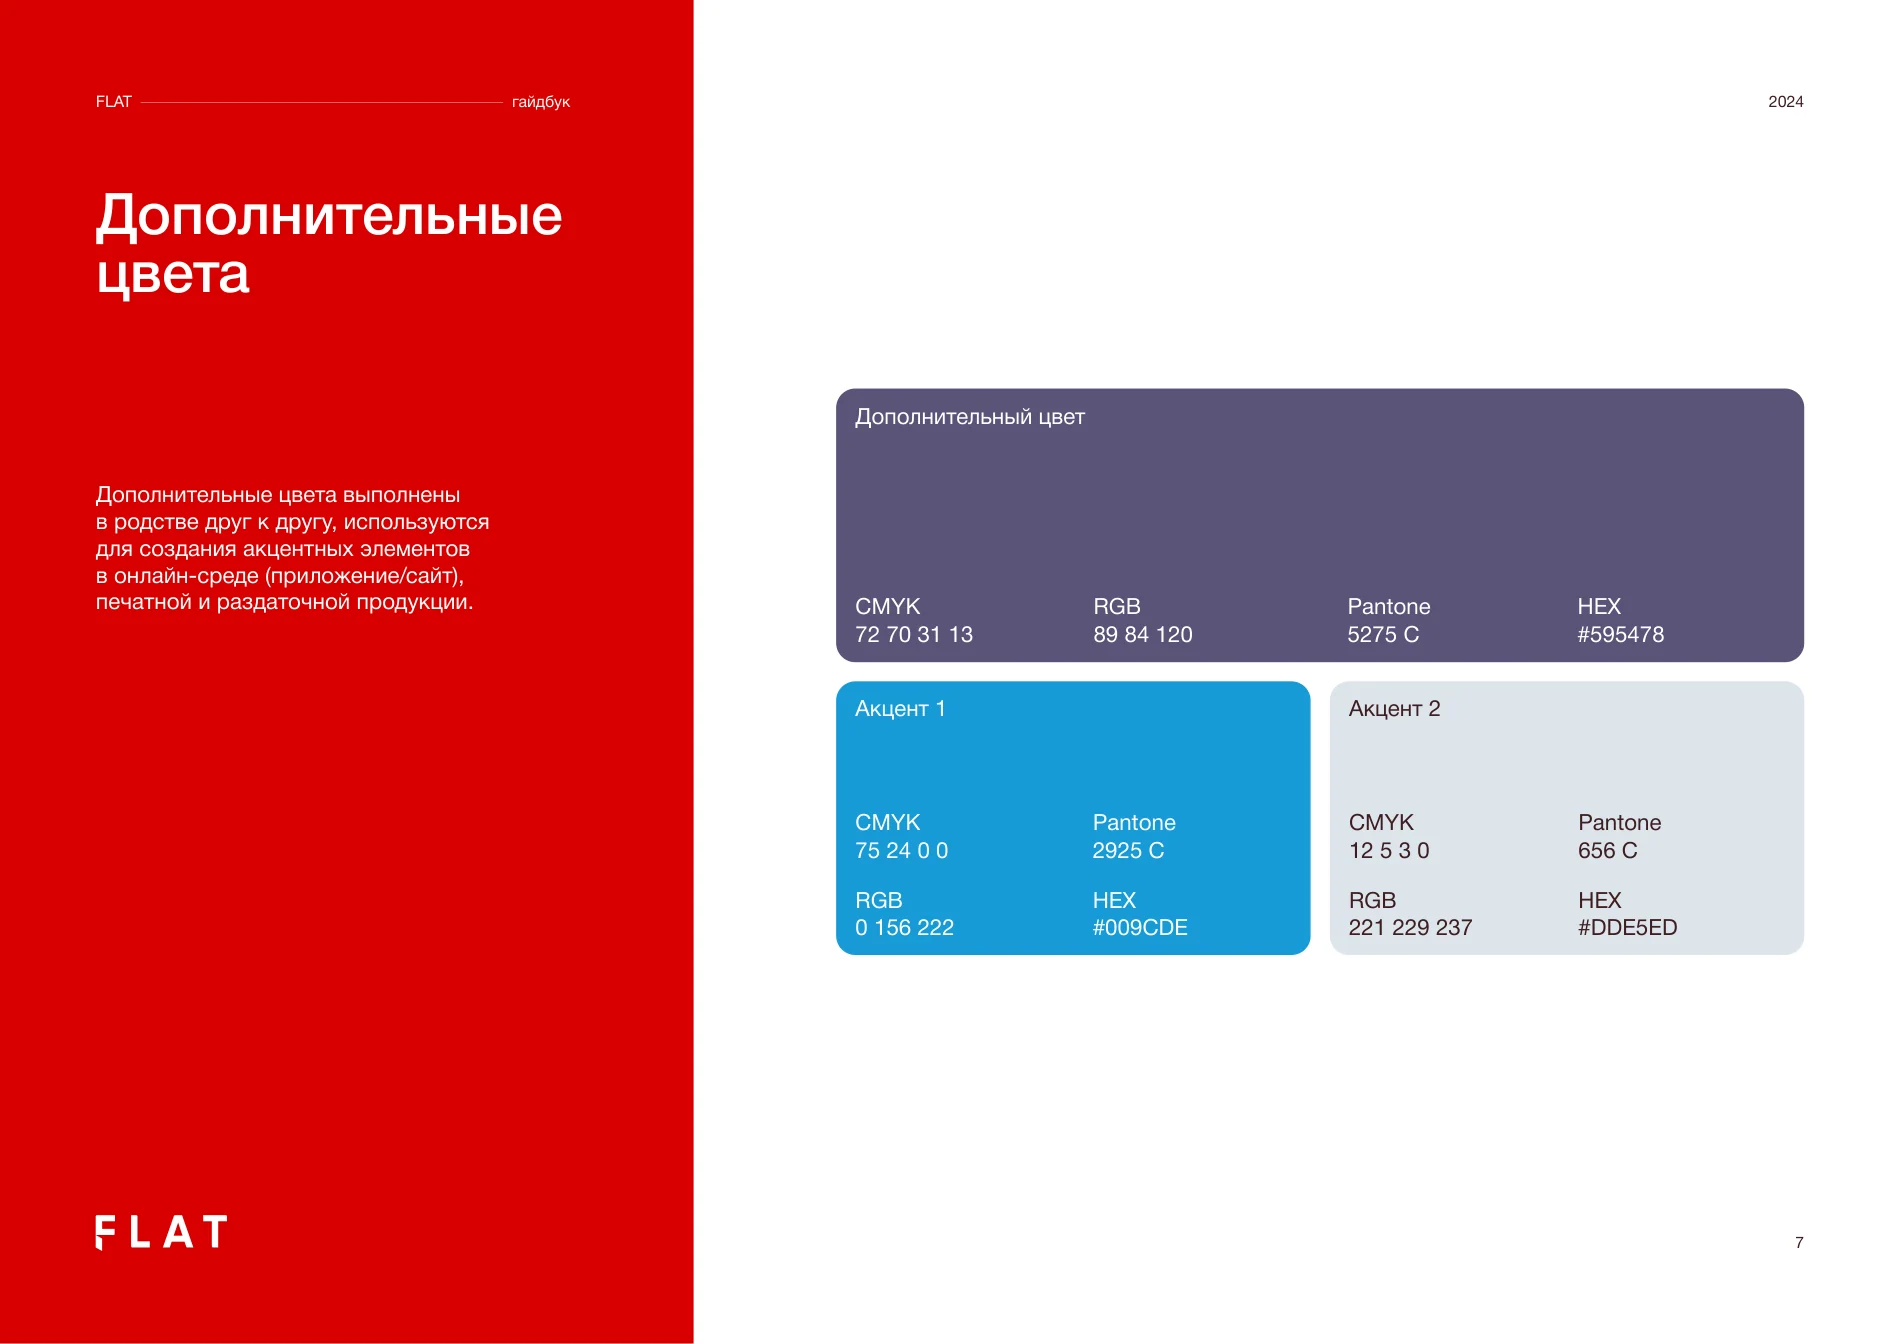 FLAT гайдбук
2024
Дополнительные
цвета
Дополнительные цвета выполнены
в родстве друг к другу, используются
для создания акцентных элементов
в онлайн-среде (приложение/сайт),
печатной и раздаточной продукции.
Дополнительный цвет
CMYK RGB Pantone HEX
72 70 31 13 89 84 120 5275 C #595478
Акцент 1
CMYK Pantone
75 24 0 0 2925 C
RGB HEX
0 156 222 #009CDE
Акцент 2
CMYK Pantone
12 5 3 0 656 C
RGB HEX
221 229 237 #DDE5ED
FLAT
7